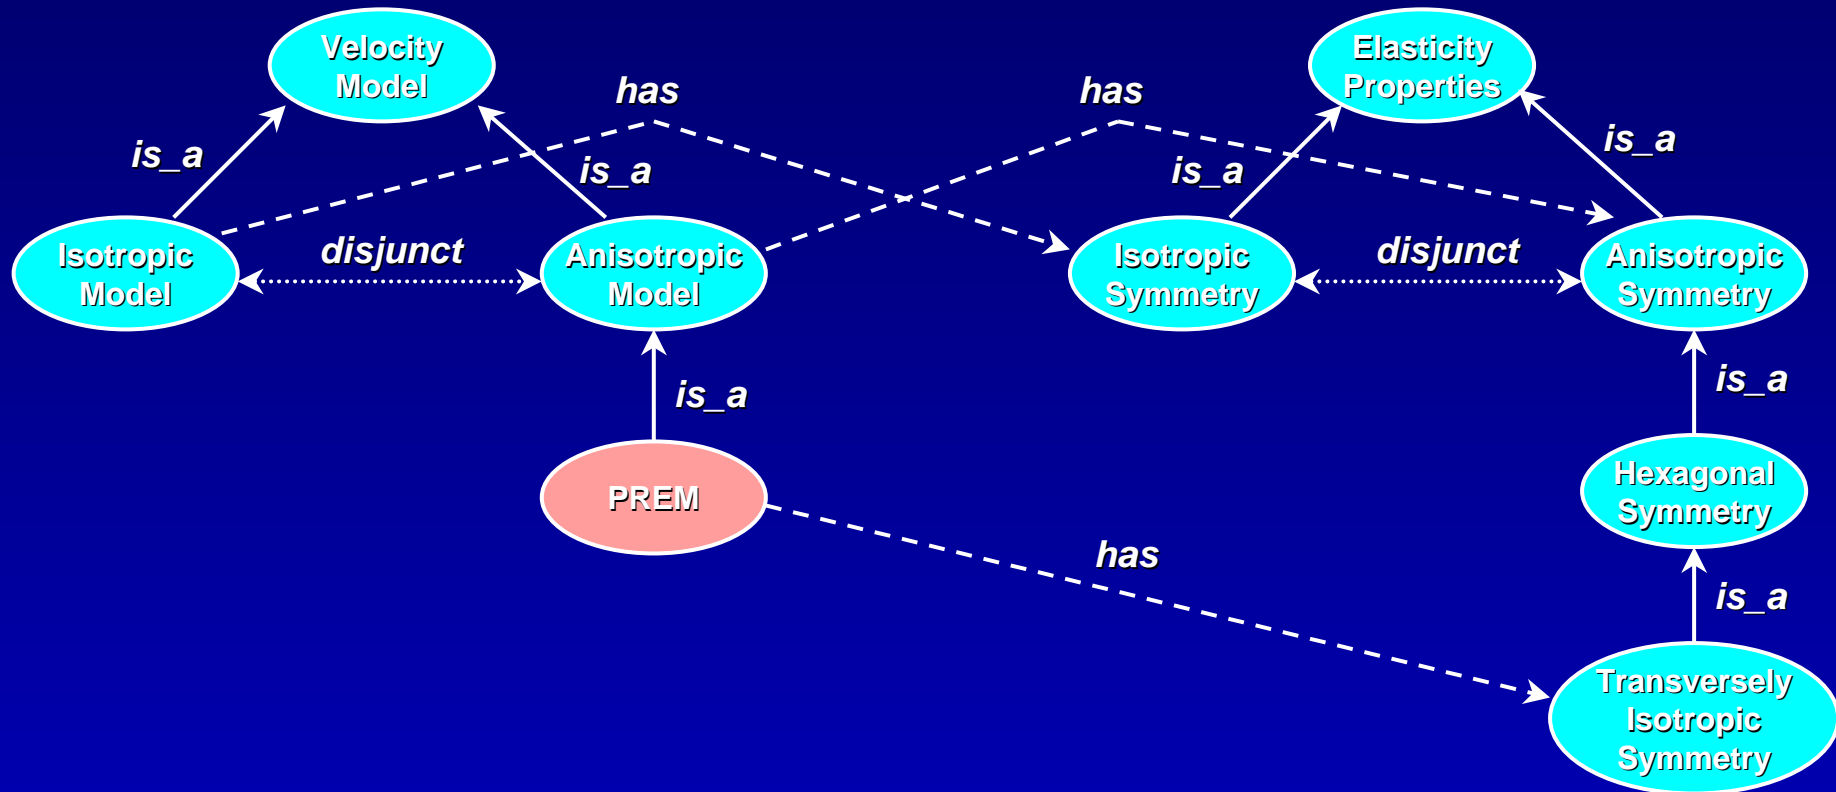 Velocity
Model
Elasticity
Properties
has
has
is_a
is_a
is_a
is_a
Isotropic
Model
disjunct
Anisotropic
Model
Isotropic
Symmetry
disjunct
Anisotropic
Symmetry
is_a
is_a
PREM
Hexagonal
Symmetry
has
is_a
Transversely
Isotropic
Symmetry